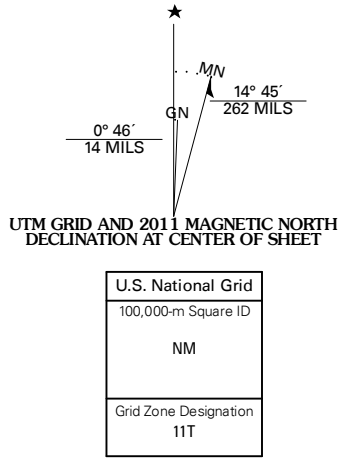 MN
GN
14° 45´
262 MILS
0° 46´
14 MILS
UTM GRID AND 2011 MAGNETIC NORTH
DECLINATION AT CENTER OF SHEET
U.S. National Grid
100,000-m Square ID
NM
Grid Zone Designation
11T